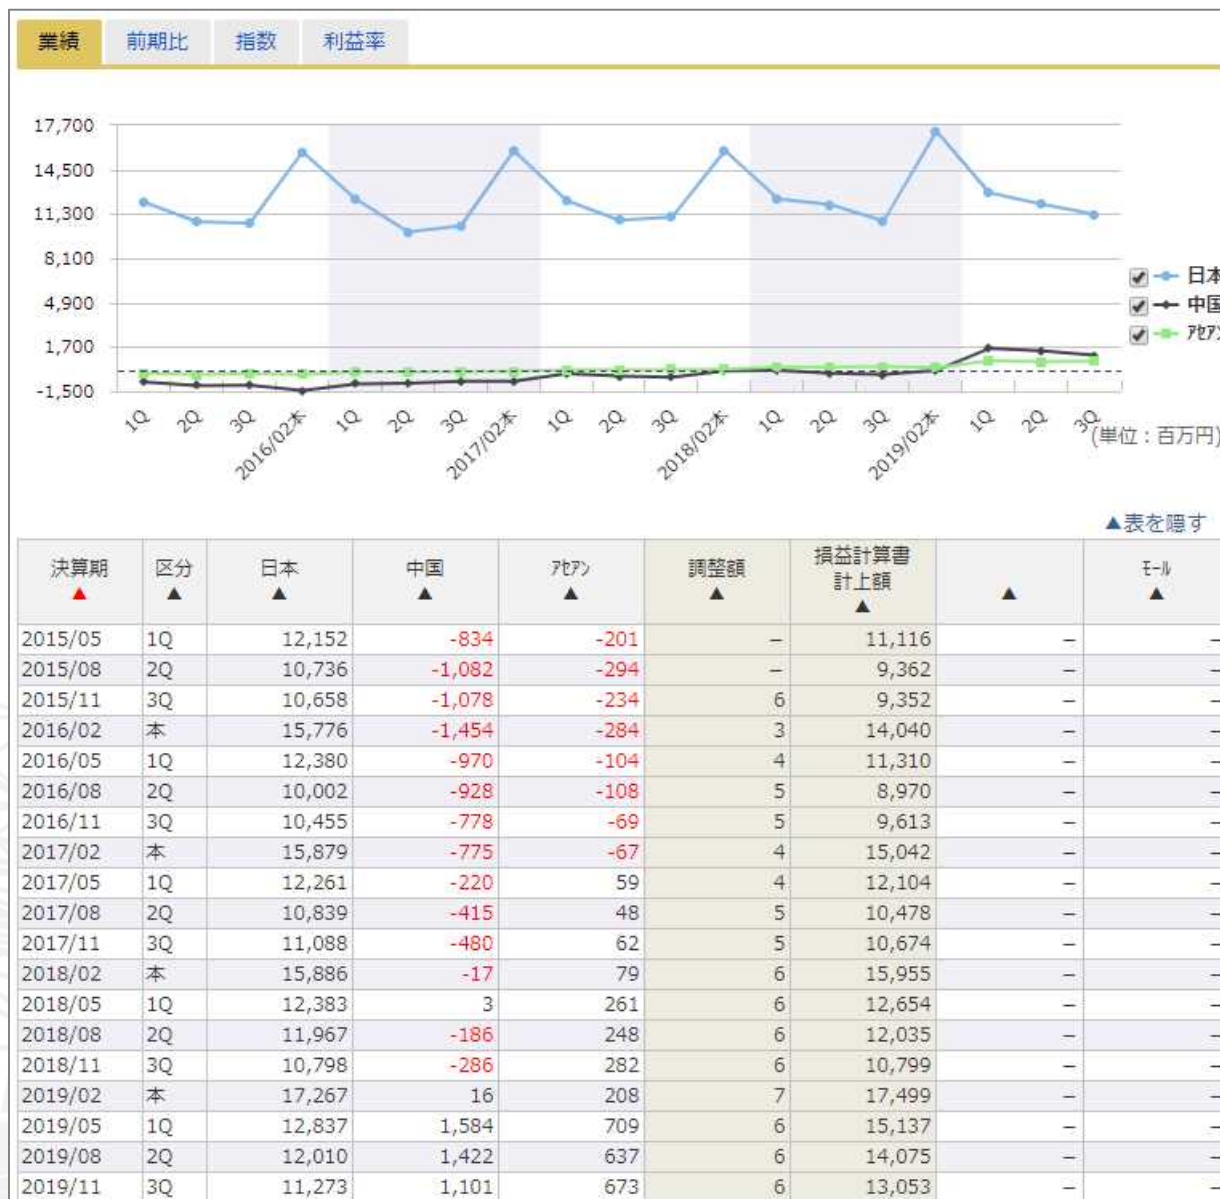 業績 前期比 指数 利益率
17,700
14,500
11,300
8,100
4,900
1,700
-1,500
日本
中国
ｱｾｱﾝ
1Q 2Q 3Q 2016/02本 1Q 2Q 3Q 2017/02本 1Q 2Q 3Q 2018/02本 1Q 2Q 3Q 2019/02本 1Q 2Q 3Q
(単位：百万円)
▲表を隠す
決算期 区分 日本 中国 ｱｾｱﾝ 調整額 損益計算書 ﾓｰﾙ
計上額
▲ ▲ ▲ ▲ ▲ ▲ ▲ ▲ ▲
2015/05 1Q 12,152 -834 -201 – 11,116 – –
2015/08 2Q 10,736 -1,082 -294 – 9,362 – –
2015/11 3Q 10,658 -1,078 -234 6 9,352 – –
2016/02 本 15,776 -1,454 -284 3 14,040 – –
2016/05 1Q 12,380 -970 -104 4 11,310 – –
2016/08 2Q 10,002 -928 -108 5 8,970 – –
2016/11 3Q 10,455 -778 -69 5 9,613 – –
2017/02 本 15,879 -775 -67 4 15,042 – –
2017/05 1Q 12,261 -220 59 4 12,104 – –
2017/08 2Q 10,839 -415 48 5 10,478 – –
2017/11 3Q 11,088 -480 62 5 10,674 – –
2018/02 本 15,886 -17 79 6 15,955 – –
2018/05 1Q 12,383 3 261 6 12,654 – –
2018/08 2Q 11,967 -186 248 6 12,035 – –
2018/11 3Q 10,798 -286 282 6 10,799 – –
2019/02 本 17,267 16 208 7 17,499 – –
2019/05 1Q 12,837 1,584 709 6 15,137 – –
2019/08 2Q 12,010 1,422 637 6 14,075 – –
2019/11 3Q 11,273 1,101 673 6 13,053 – –